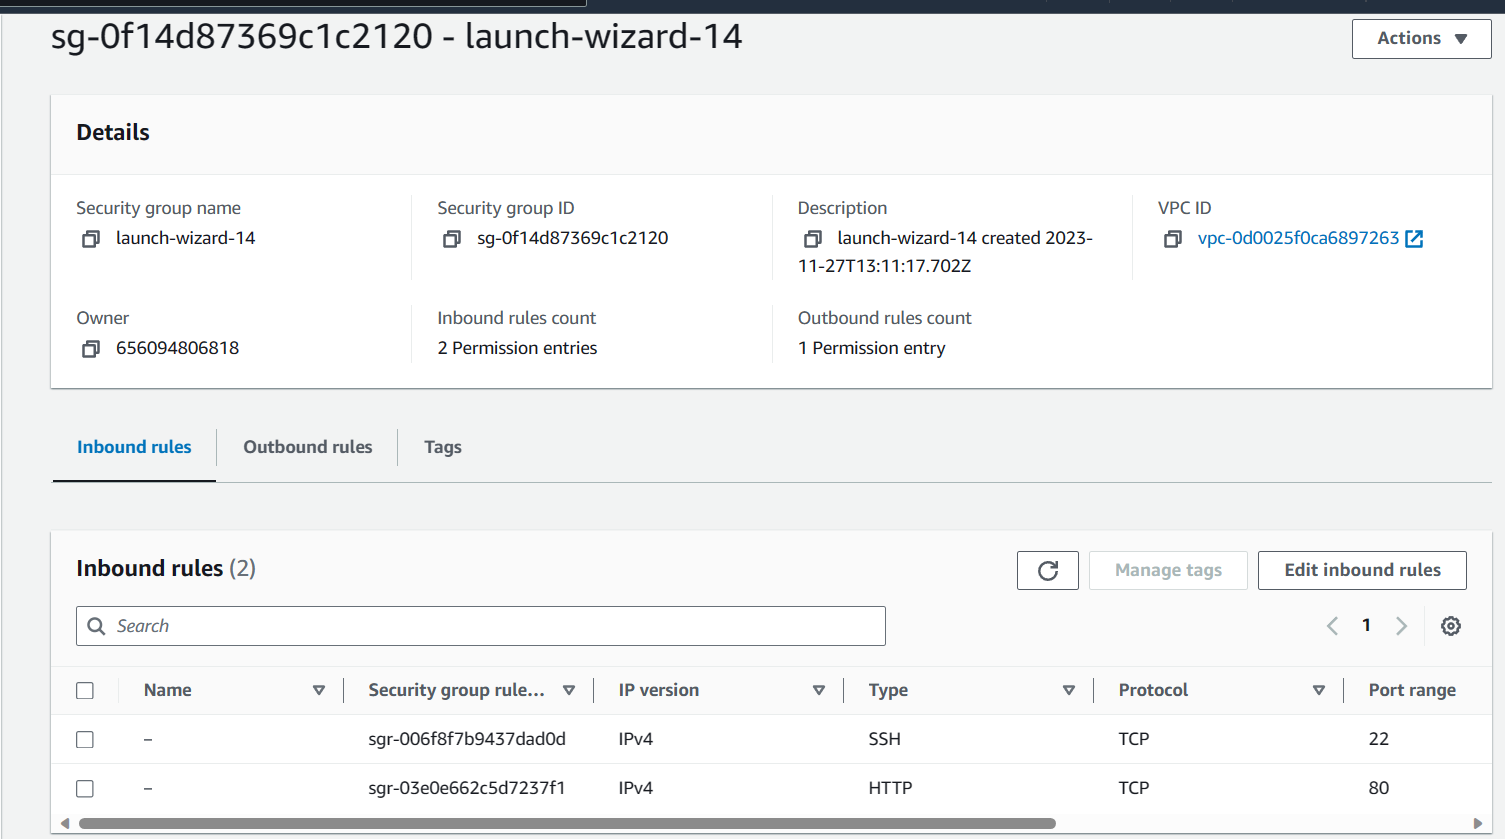 sg-0f14d87369c1c2120 - launch-wizard-14
Actions
Details
Security group name
launch-wizard-14
Security group ID
sg-0f14d87369c1c2120
Description
launch-wizard-14 created 2023-
11-27T13:11:17.702Z
VPC ID
vpc-0d0025f0ca6897263
Owner
656094806818
Inbound rules count
2 Permission entries
Outbound rules count
1 Permission entry
Inbound rules
Outbound rules
Tags
Inbound rules (2)
Manage tags
Edit inbound rules
Search
1
Name Security group rule... IP version Type Protocol Port range
– sgr-006f8f7b9437dad0d IPv4 SSH TCP 22
– sgr-03e0e662c5d7237f1 IPv4 HTTP TCP 80